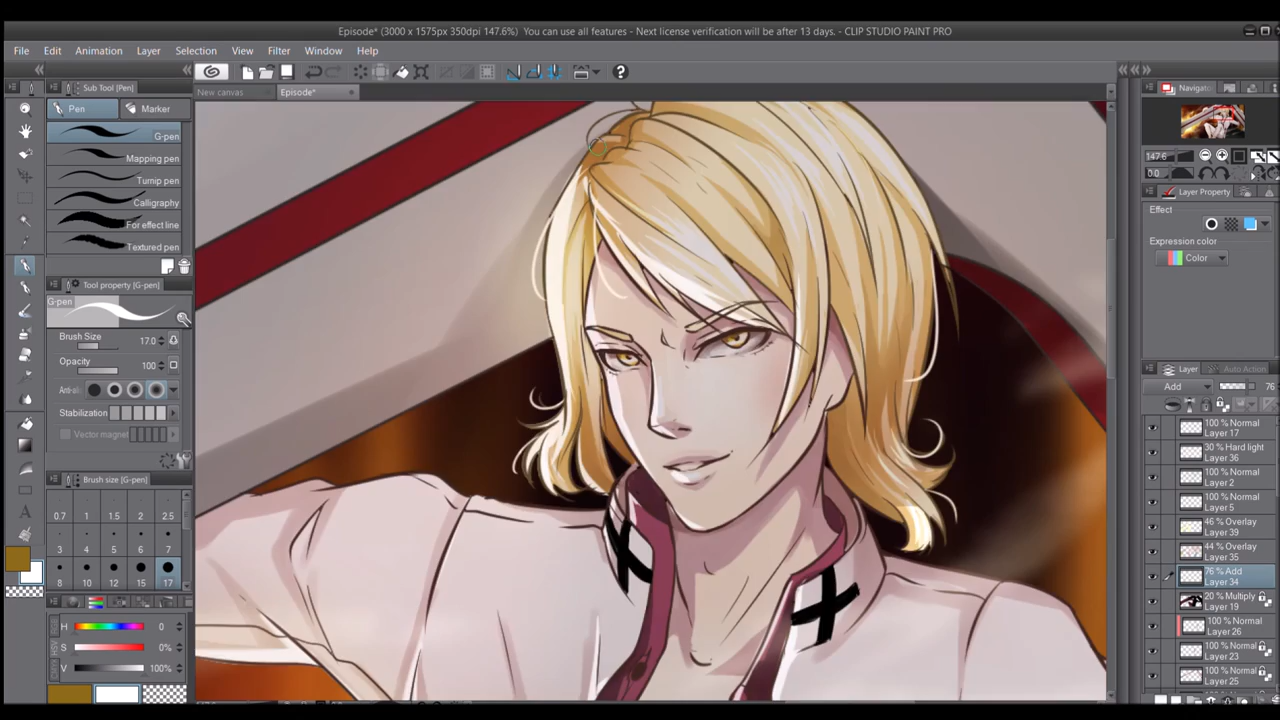 Episode* (3000 x 1575px 350dpi 147.6%)  You can use all features - Next license verification will be after 13 days. - CLIP STUDIO PAINT PRO
File Edit Animation Layer Selection View Filter Window Help
Sub Tool [Pen]
New canvas Episode*
Navigator
Pen Marker
G-pen
Mapping pen
Turnip pen
Calligraphy
For effect line
Textured pen
147.6
0.0
Layer Property
Effect
Expression color
Color
Tool property [G-pen]
G-pen
Brush Size 17.0
Opacity 100
Anti-ali
Stabilization
Vector magnet
Layer Auto Action
Add 76
100 % Normal
Layer 17
30 % Hard light
Layer 36
100 % Normal
Layer 2
100 % Normal
Layer 5
46 % Overlay
Layer 39
44 % Overlay
Layer 35
76 % Add
Layer 34
20 % Multiply
Layer 19
100 % Normal
Layer 26
100 % Normal
Layer 23
100 % Normal
Layer 25
Brush size [G-pen]
0.7 1 1.5 2 2.5
3 4 5 6 7
8 10 12 15 17
H 0
S 0%
V 100%